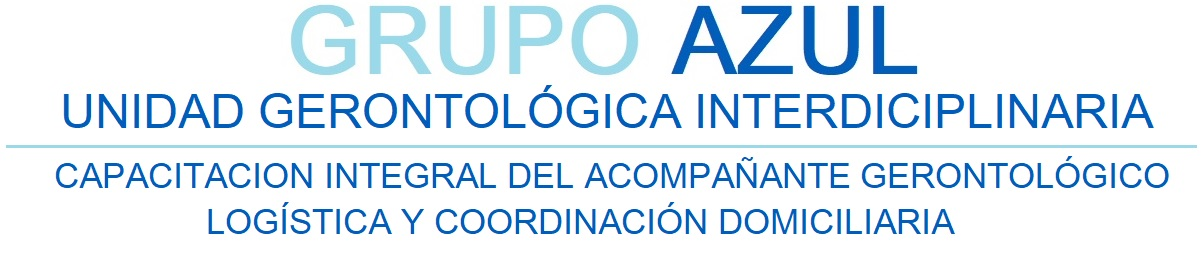 GRUPO AZUL
UNIDAD GERONTOLÓGICA INTERDICIPLINARIA
CAPACITACION INTEGRAL DEL ACOMPAÑANTE GERONTOLÓGICO
LOGÍSTICA Y COORDINACIÓN DOMICILIARIA